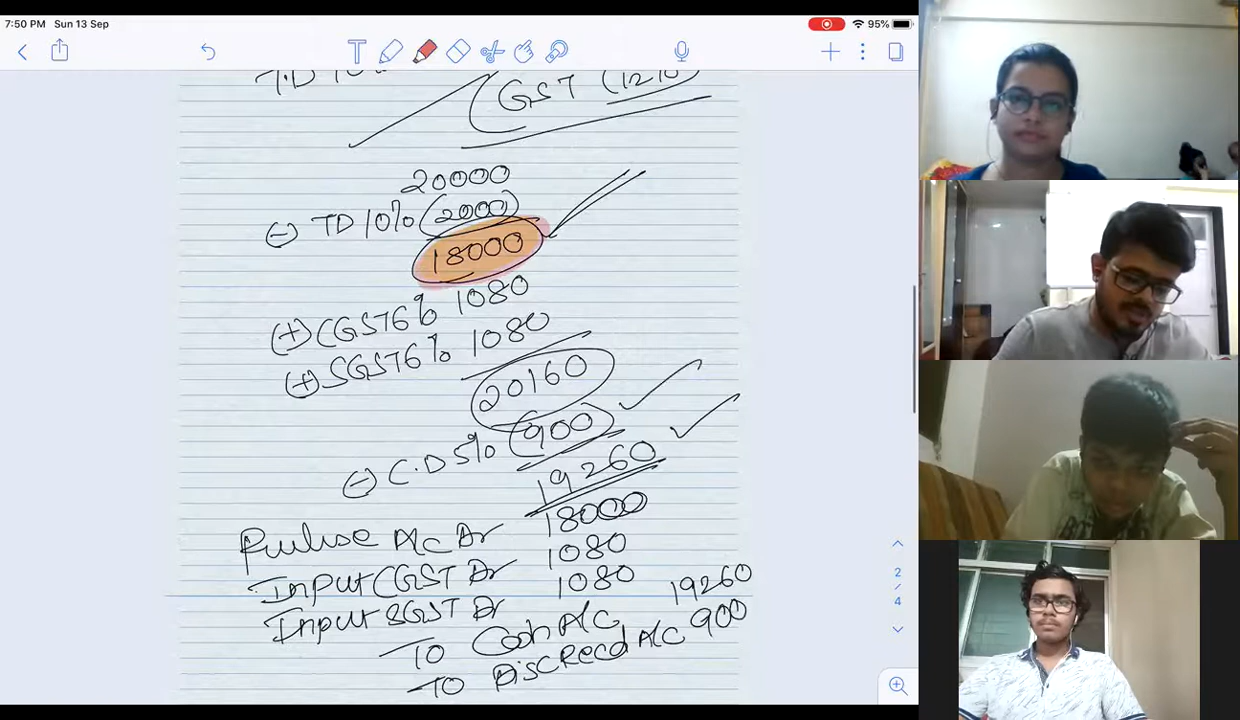 7:50 PM Sun 13 Sep
95%
T
T.D 10%
GST (12%)
20000
(-) TD 10% (2000)
18000
(+) CGST 6% 1080
(+) SGST 6% 1080
20160
(-) C.D 5% (900)
19260
A/c Dr 18000
Input CGST Dr 1080
Input SGST Dr 1080
To Cash A/C 19260
To Disc Recd A/C 900
2
/
4